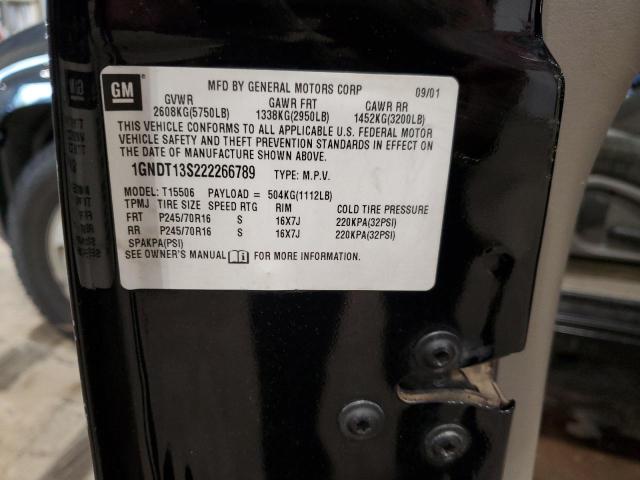 GM
MFD BY GENERAL MOTORS CORP 09/01
GVWR GAWR FRT GAWR RR
2608KG(5750LB) 1338KG(2950LB) 1452KG(3200LB)
THIS VEHICLE CONFORMS TO ALL APPLICABLE U.S. FEDERAL MOTOR
VEHICLE SAFETY AND THEFT PREVENTION STANDARDS IN EFFECT ON
THE DATE OF MANUFACTURE SHOWN ABOVE.
1GNDT13S222266789 TYPE: M.P.V.
MODEL: T15506 PAYLOAD = 504KG(1112LB)
TPMJ TIRE SIZE SPEED RTG RIM COLD TIRE PRESSURE
FRT P245/70R16 S 16X7J 220KPA(32PSI)
RR P245/70R16 S 16X7J 220KPA(32PSI)
SPAKPA(PSI)
SEE OWNER'S MANUAL FOR MORE INFORMATION.